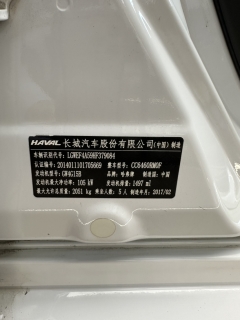 HAVAL 长城汽车股份有限公司(中国)制造
车辆识别代号: LGWEF4A59HF379084
认证编号: 2014011101705669 整车型号: CC6460RM0F
发动机型号: GW4G15B 品牌: 哈弗牌 制造国: 中国
发动机最大净功率: 105 kW 发动机排量: 1497 ml
最大允许总质量: 2051 kg 乘坐人数: 5 人 制造年月: 2017/02